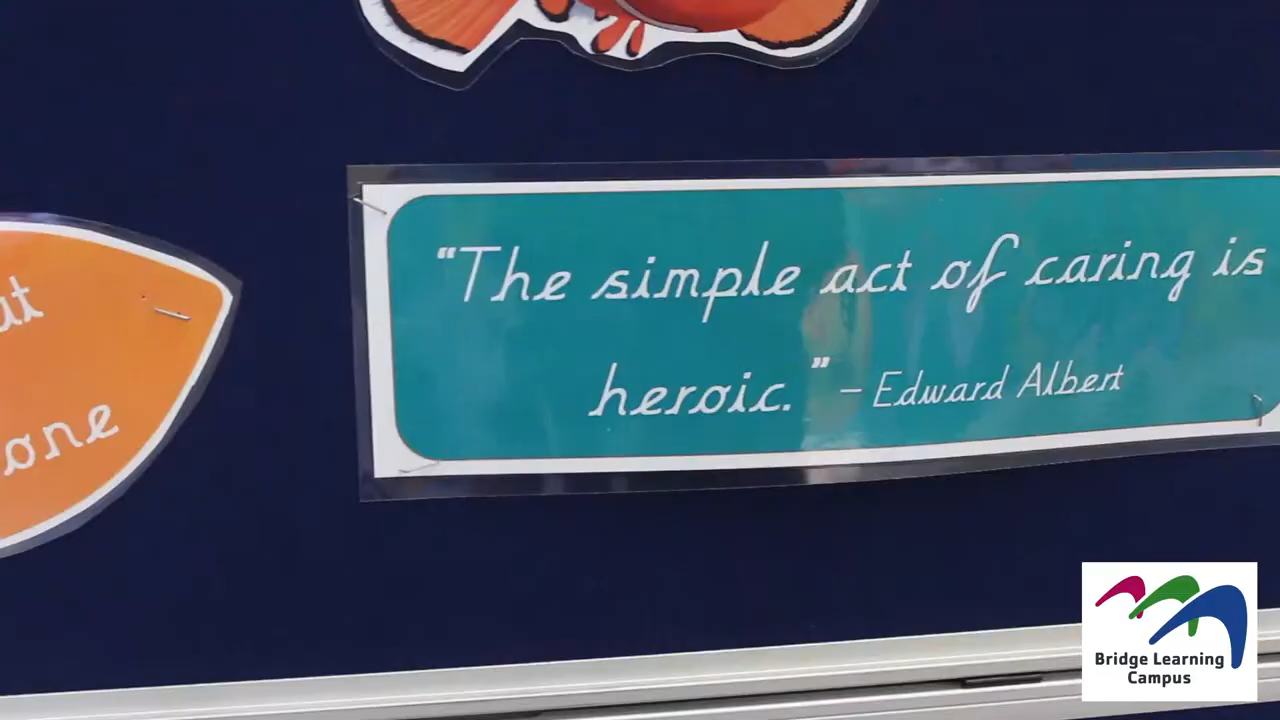 “The simple act of caring is
heroic.” – Edward Albert
one
Bridge Learning
Campus